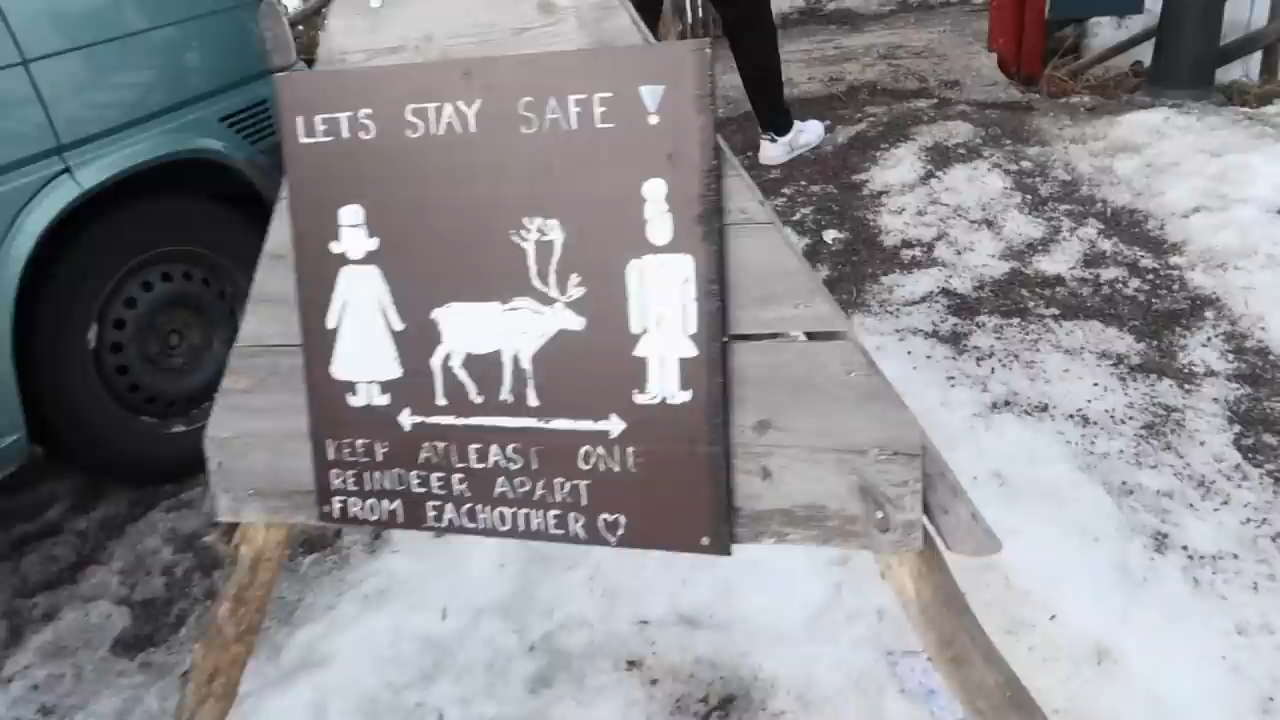 LETS STAY SAFE !
KEEP ATLEAST ONE
REINDEER APART
-FROM EACHOTHER ♡